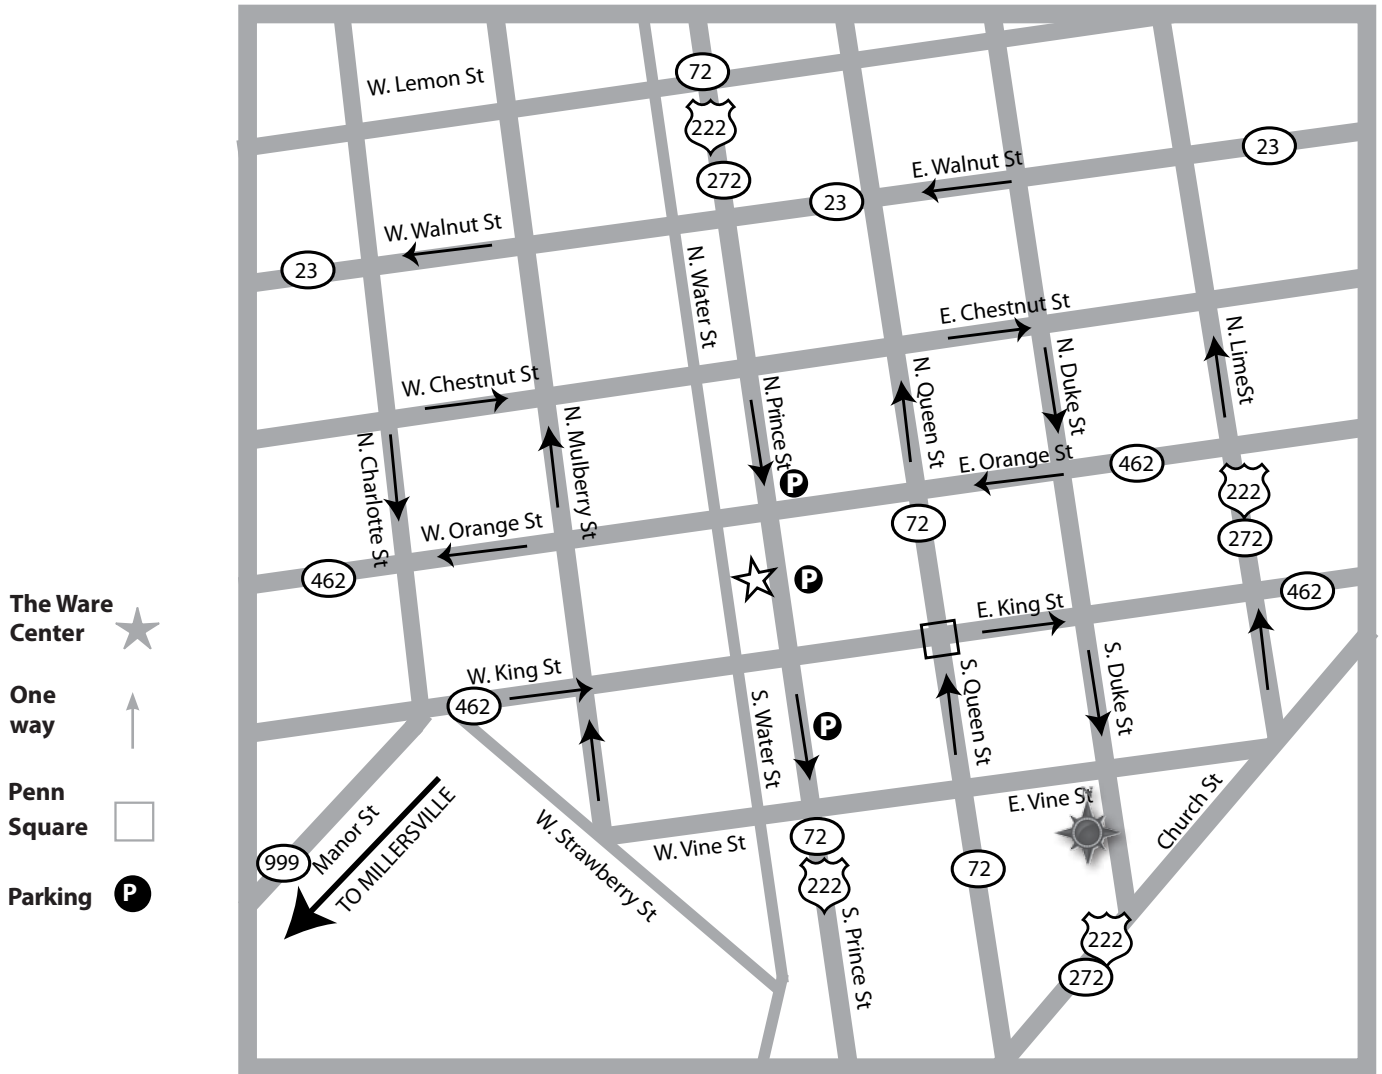 W. Lemon St
72
222
272
23
E. Walnut St
23
W. Walnut St
23
N. Water St
E. Chestnut St
W. Chestnut St
N. Prince St
N. Queen St
N. Duke St
N. LimeSt
N. Charlotte St
N. Mulberry St
P
E. Orange St
462
222
272
W. Orange St
462
72
P
462
E. King St
W. King St
462
S. Water St
P
S. Queen St
S. Duke St
E. Vine St
Church St
W. Vine St
72
222
S. Prince St
72
W. Strawberry St
Manor St
999
TO MILLERSVILLE
222
272
The Ware
Center
One
way
Penn
Square
Parking
P